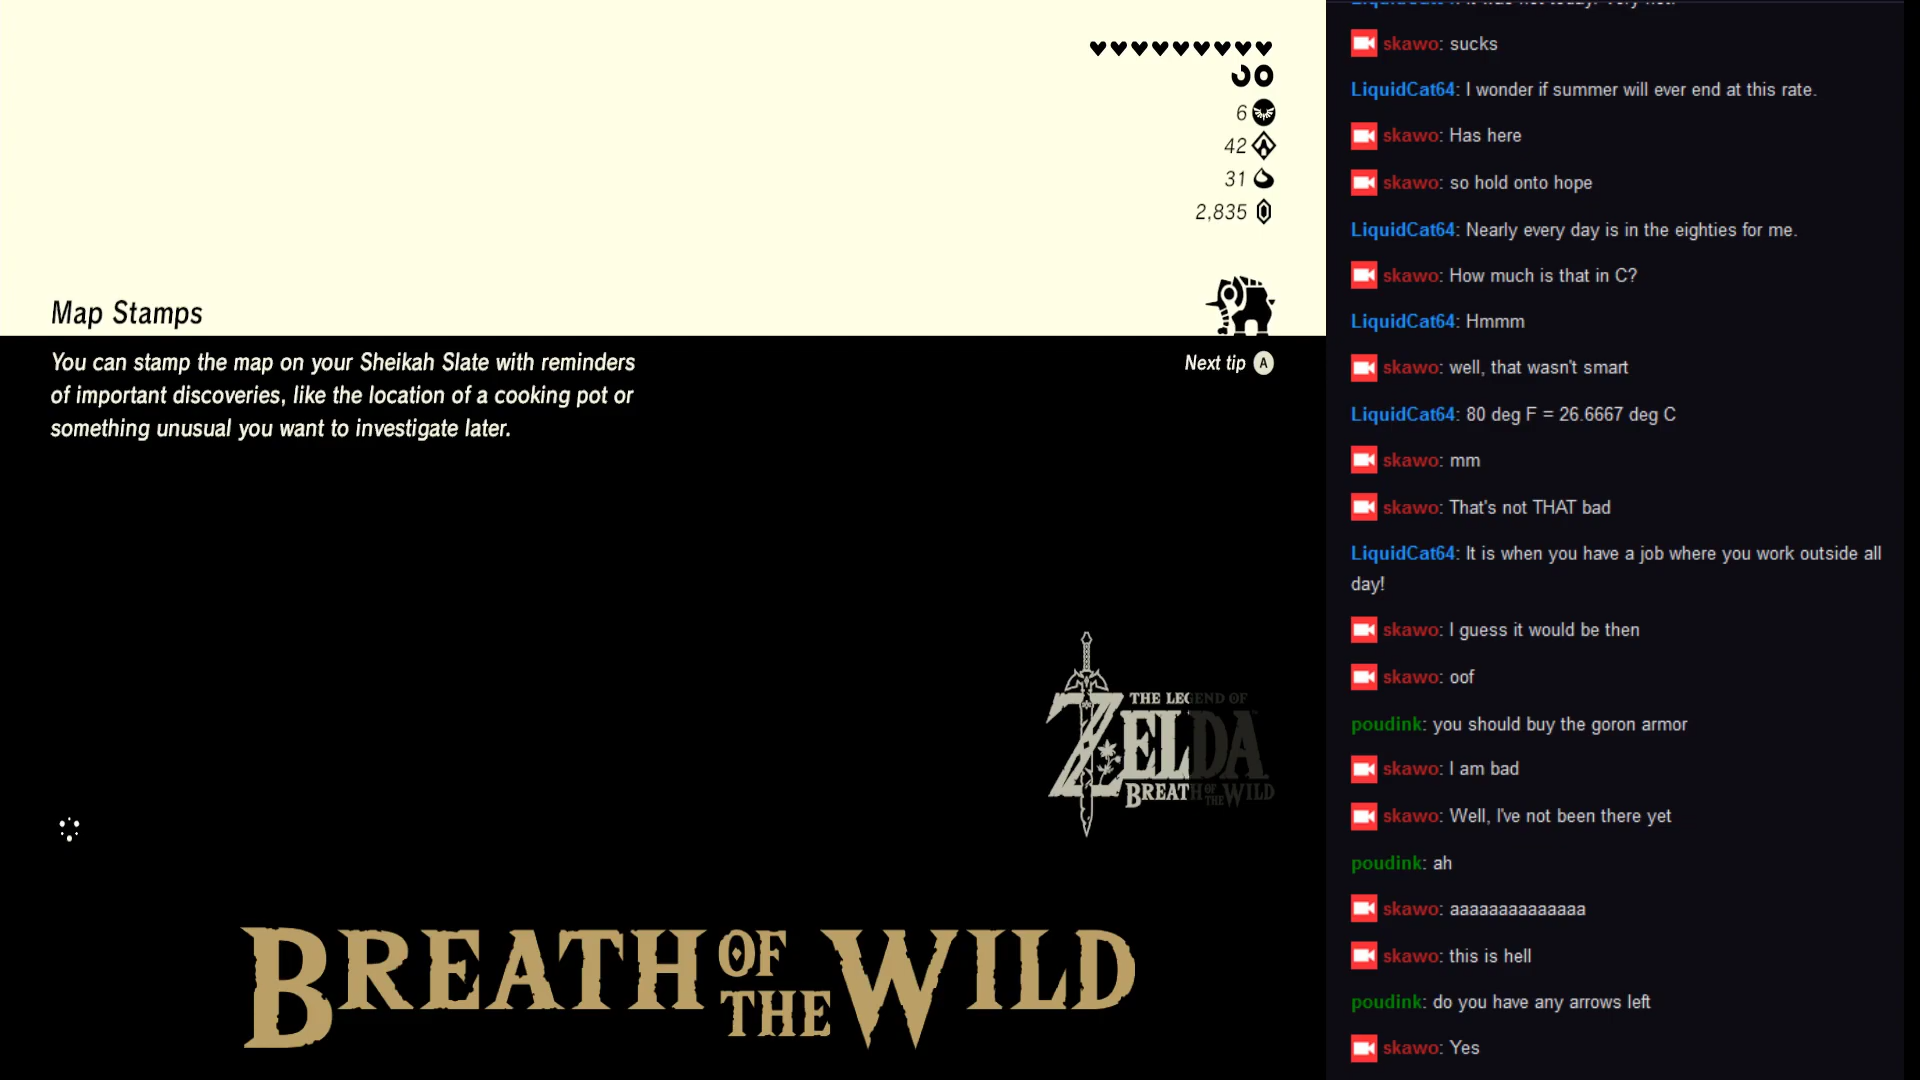 6
42
31
2,835
Map Stamps
You can stamp the map on your Sheikah Slate with reminders
of important discoveries, like the location of a cooking pot or
something unusual you want to investigate later.
Next tip A
THE LEGEND OF
ZELDA
BREATH OF THE WILD
BREATH OF THE WILD
skawo: sucks
LiquidCat64: I wonder if summer will ever end at this rate.
skawo: Has here
skawo: so hold onto hope
LiquidCat64: Nearly every day is in the eighties for me.
skawo: How much is that in C?
LiquidCat64: Hmmm
skawo: well, that wasn't smart
LiquidCat64: 80 deg F = 26.6667 deg C
skawo: mm
skawo: That's not THAT bad
LiquidCat64: It is when you have a job where you work outside all
day!
skawo: I guess it would be then
skawo: oof
poudink: you should buy the goron armor
skawo: I am bad
skawo: Well, I've not been there yet
poudink: ah
skawo: aaaaaaaaaaaaaa
skawo: this is hell
poudink: do you have any arrows left
skawo: Yes